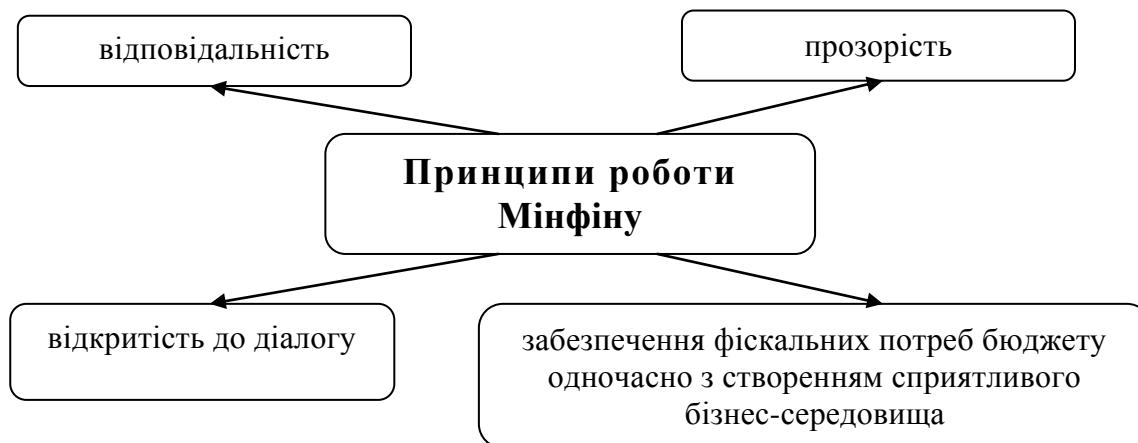 відповідальність
прозорість
Принципи роботи
Мінфіну
відкритість до діалогу
забезпечення фіскальних потреб бюджету
одночасно з створенням сприятливого
бізнес-середовища